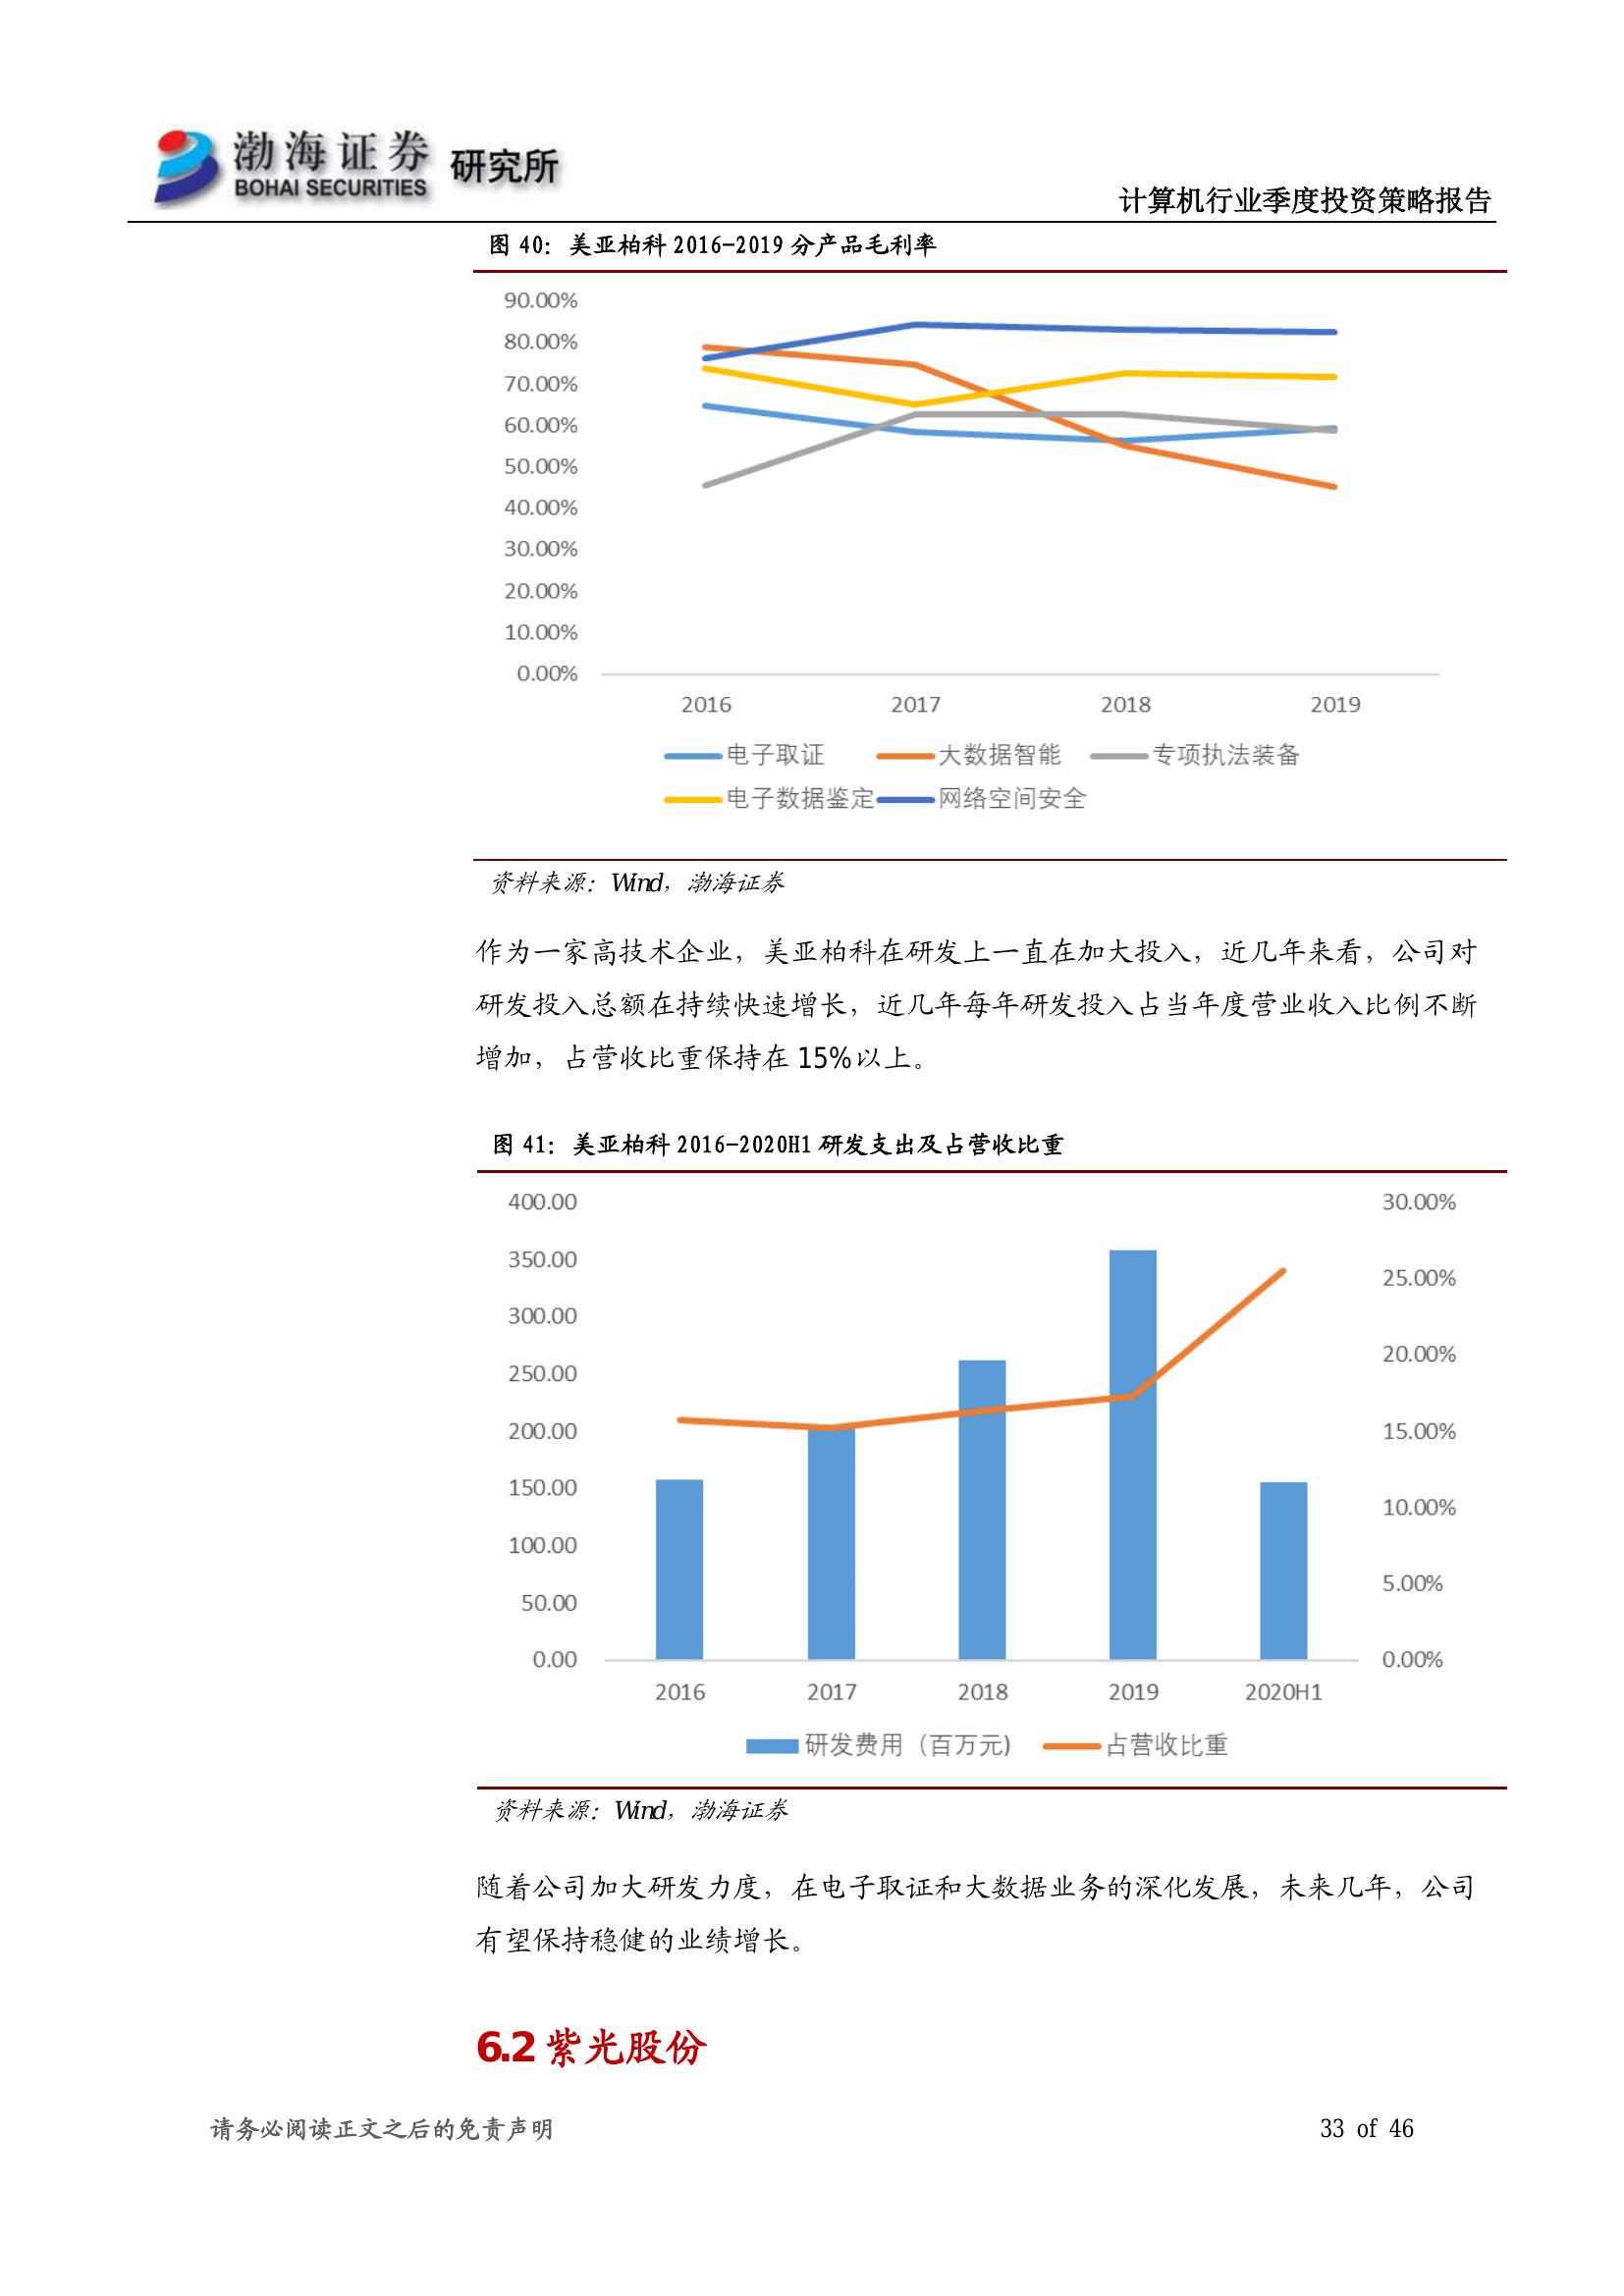 渤海证券 研究所
BOHAI SECURITIES
计算机行业季度投资策略报告
图 40：美亚柏科 2016-2019 分产品毛利率
90.00%
80.00%
70.00%
60.00%
50.00%
40.00%
30.00%
20.00%
10.00%
0.00%
2016 2017 2018 2019
电子取证 大数据智能 专项执法装备
电子数据鉴定 网络空间安全
资料来源：Wind，渤海证券
作为一家高技术企业，美亚柏科在研发上一直在加大投入，近几年来看，公司对
研发投入总额在持续快速增长，近几年每年研发投入占当年度营业收入比例不断
增加，占营收比重保持在 15%以上。
图 41：美亚柏科 2016-2020H1 研发支出及占营收比重
400.00 30.00%
350.00 25.00%
300.00 20.00%
250.00
200.00 15.00%
150.00 10.00%
100.00
50.00 5.00%
0.00 0.00%
2016 2017 2018 2019 2020H1
研发费用（百万元) 占营收比重
资料来源：Wind，渤海证券
随着公司加大研发力度，在电子取证和大数据业务的深化发展，未来几年，公司
有望保持稳健的业绩增长。
6.2 紫光股份
请务必阅读正文之后的免责声明 33 of 46